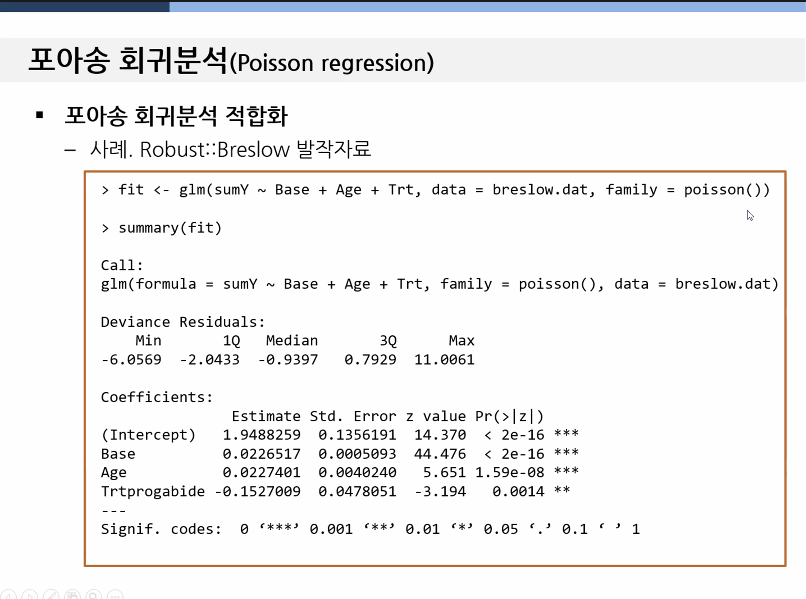 포아송 회귀분석(Poisson regression)
▪ 포아송 회귀분석 적합화
– 사례. Robust::Breslow 발작자료
> fit <- glm(sumY ~ Base + Age + Trt, data = breslow.dat, family = poisson())
> summary(fit)
Call:
glm(formula = sumY ~ Base + Age + Trt, family = poisson(), data = breslow.dat)
Deviance Residuals:
    Min       1Q   Median       3Q      Max
-6.0569  -2.0433  -0.9397   0.7929  11.0061
Coefficients:
               Estimate Std. Error z value Pr(>|z|)
(Intercept)   1.9488259  0.1356191  14.370  < 2e-16 ***
Base          0.0226517  0.0005093  44.476  < 2e-16 ***
Age           0.0227401  0.0040240   5.651 1.59e-08 ***
Trtprogabide -0.1527009  0.0478051  -3.194   0.0014 **
---
Signif. codes:  0 ‘***’ 0.001 ‘**’ 0.01 ‘*’ 0.05 ‘.’ 0.1 ‘ ’ 1